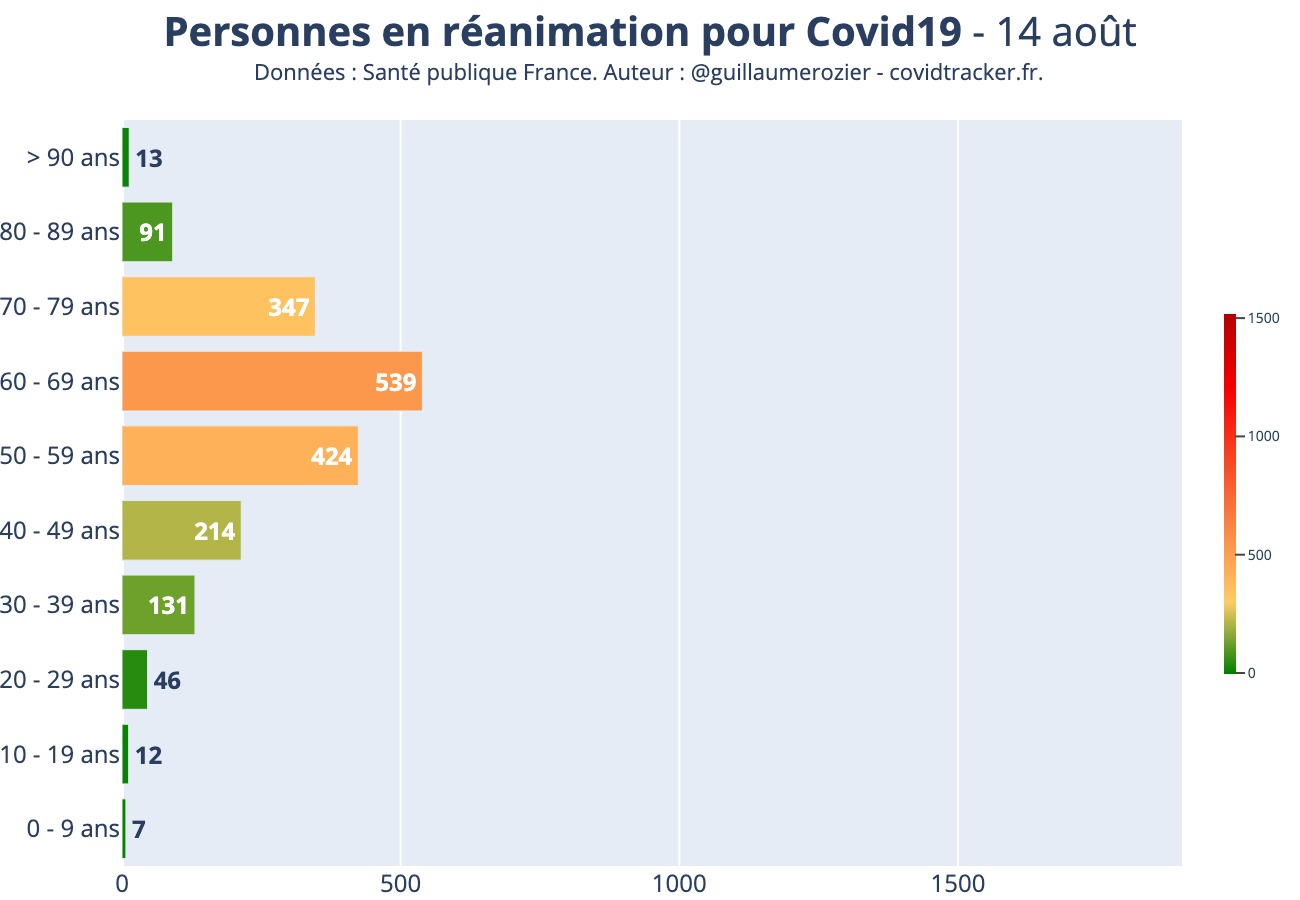 Personnes en réanimation pour Covid19 - 14 août
Données : Santé publique France. Auteur : @guillaumerozier - covidtracker.fr.
> 90 ans 13
80 - 89 ans 91
70 - 79 ans 347
60 - 69 ans 539
50 - 59 ans 424
40 - 49 ans 214
30 - 39 ans 131
20 - 29 ans 46
10 - 19 ans 12
0 - 9 ans 7
0 500 1000 1500
1500
1000
500
0